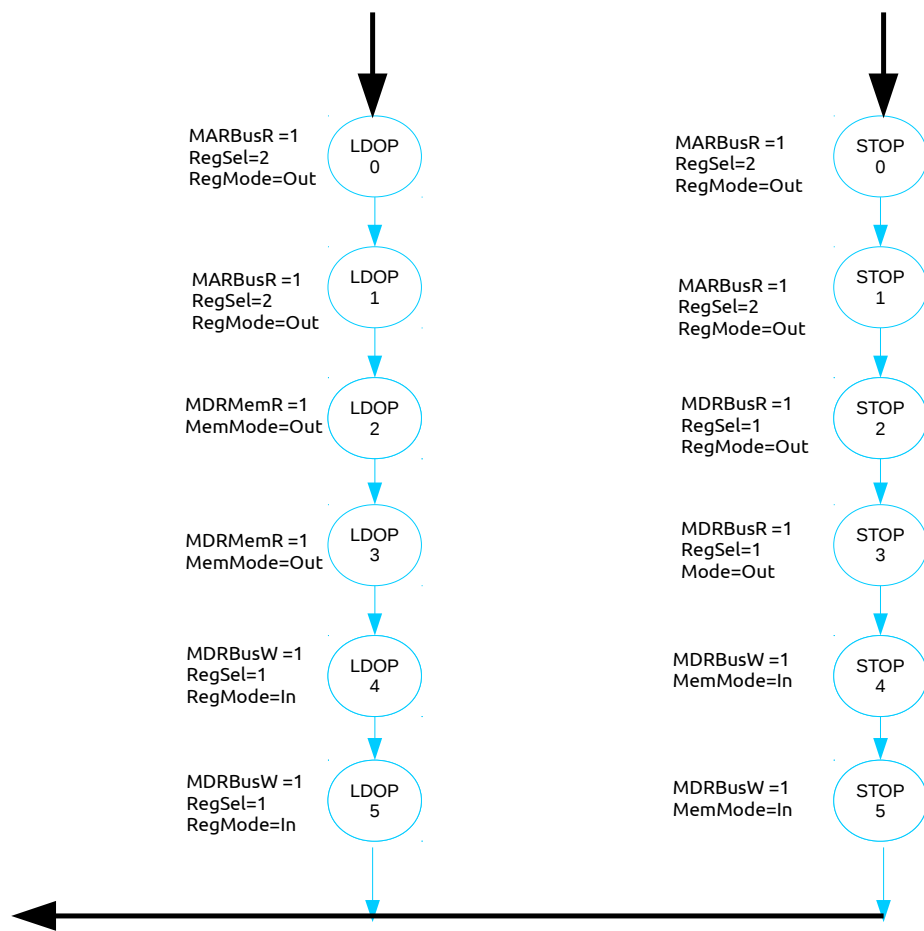 MARBusR =1
RegSel=2
RegMode=Out
LDOP
0
MARBusR =1
RegSel=2
RegMode=Out
LDOP
1
MDRMemR =1
MemMode=Out
LDOP
2
MDRMemR =1
MemMode=Out
LDOP
3
MDRBusW =1
RegSel=1
RegMode=In
LDOP
4
MDRBusW =1
RegSel=1
RegMode=In
LDOP
5
MARBusR =1
RegSel=2
RegMode=Out
STOP
0
MARBusR =1
RegSel=2
RegMode=Out
STOP
1
MDRBusR =1
RegSel=1
RegMode=Out
STOP
2
MDRBusR =1
RegSel=1
Mode=Out
STOP
3
MDRBusW =1
MemMode=In
STOP
4
MDRBusW =1
MemMode=In
STOP
5